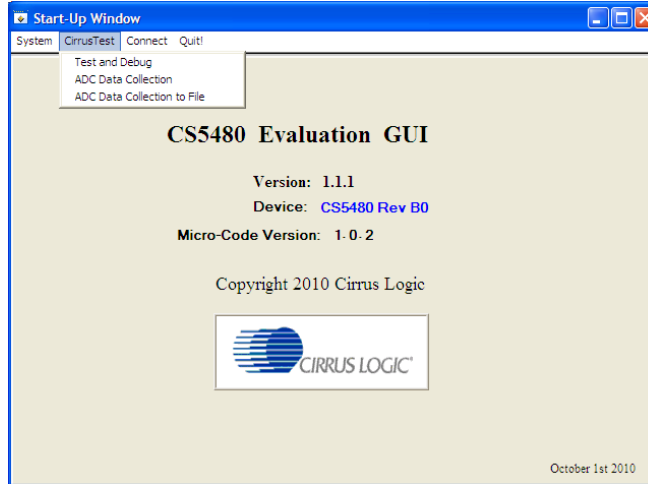 Start-Up Window
System CirrusTest Connect Quit!
Test and Debug
ADC Data Collection
ADC Data Collection to File
CS5480 Evaluation GUI
Version: 1.1.1
Device: CS5480 Rev B0
Micro-Code Version: 1.0.2
Copyright 2010 Cirrus Logic
CIRRUS LOGIC®
October 1st 2010